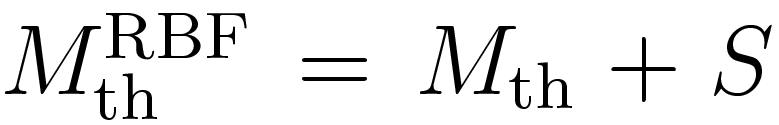 M_th^RBF = M_th + S